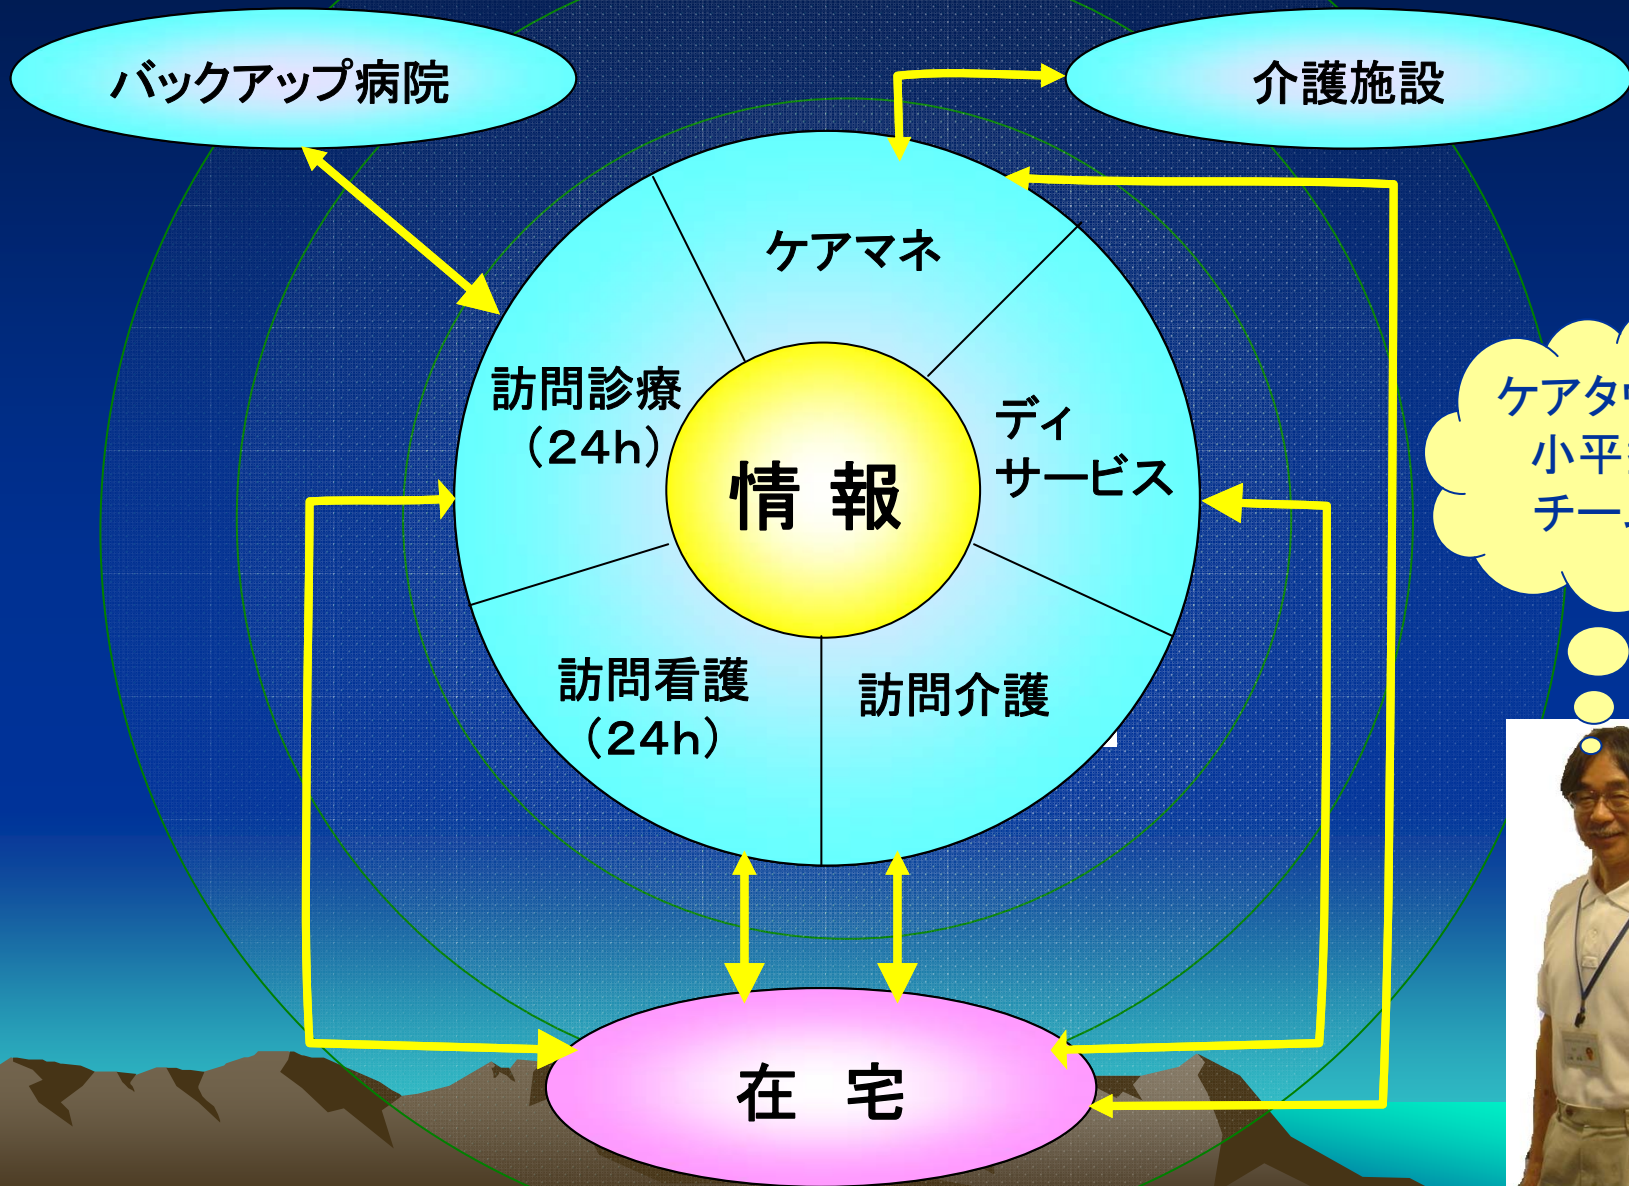 バックアップ病院
介護施設
ケアマネ
訪問診療
（24h）
ディ
サービス
情 報
訪問看護
（24h）
訪問介護
在 宅
ケアタ
小平
チー